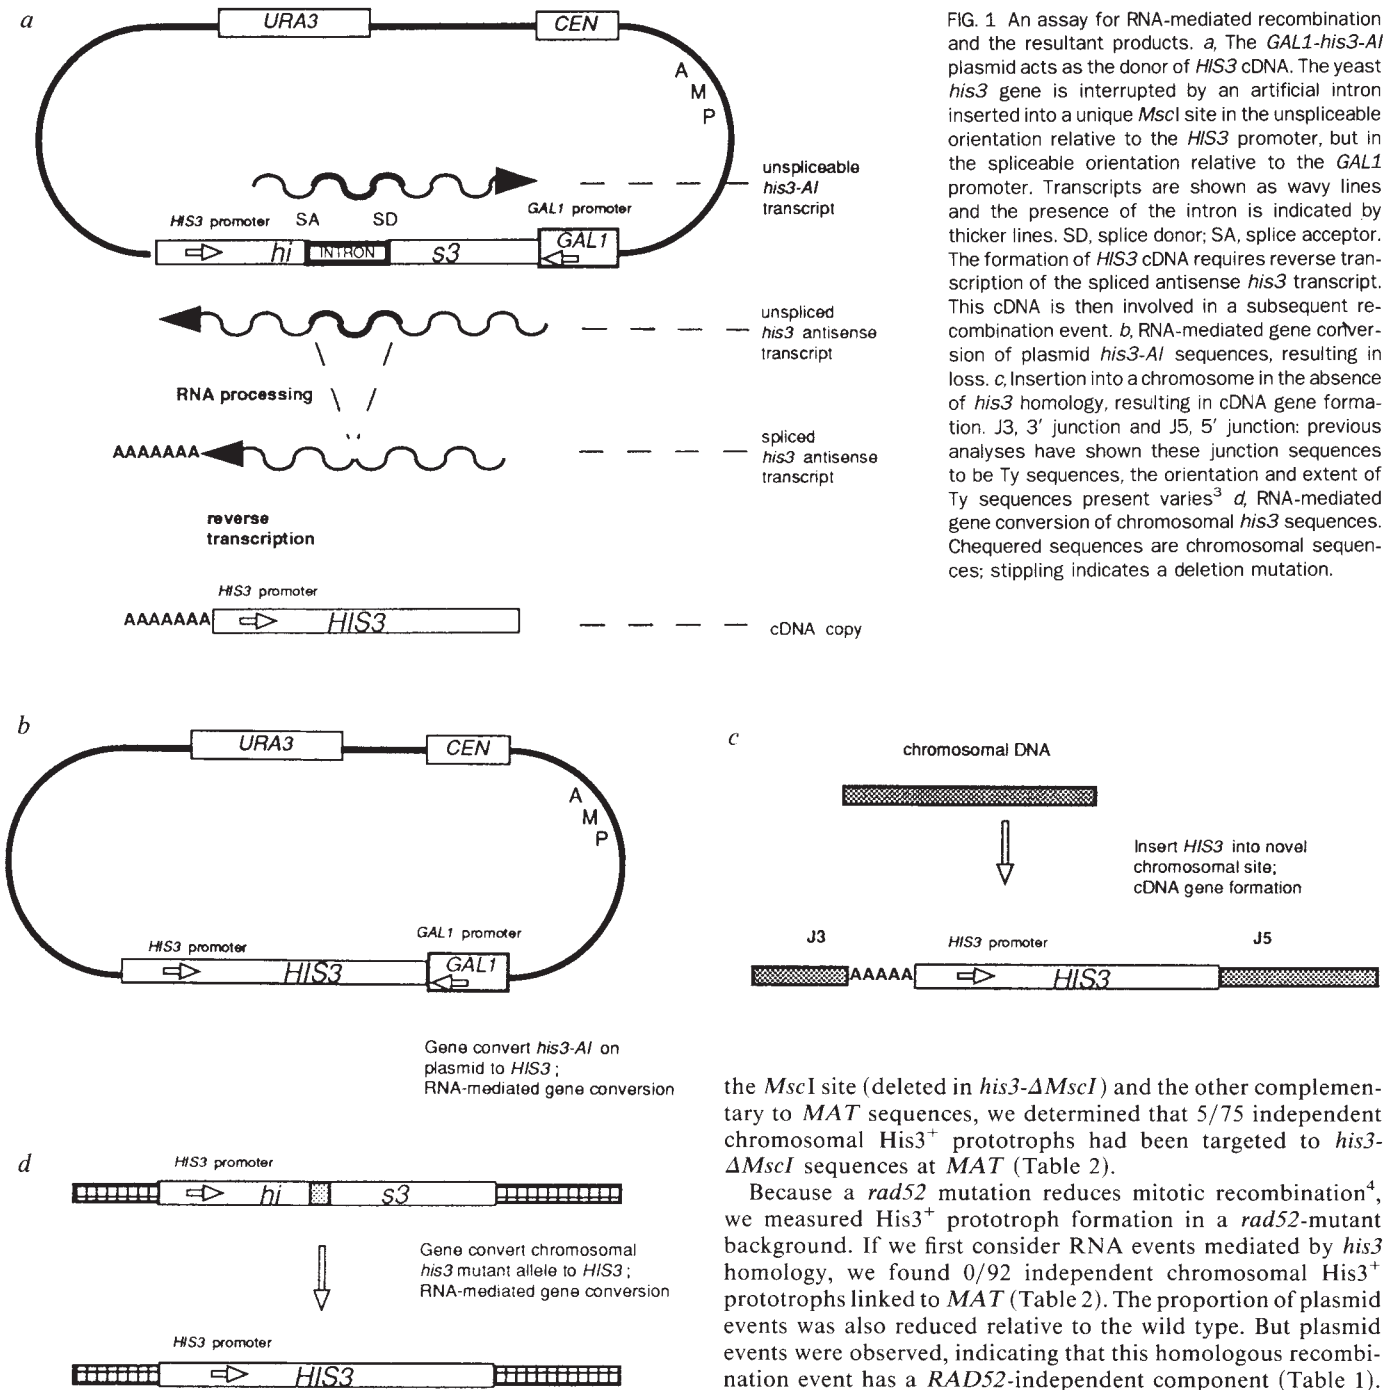 a
URA3
CEN
A
M
P
unspliceable
his3-AI
transcript
HIS3 promoter
SA
SD
GAL1 promoter
hi
INTRON
s3
GAL1
unspliced
his3 antisense
transcript
RNA processing
AAAAAAA
spliced
his3 antisense
transcript
reverse
transcription
HIS3 promoter
AAAAAAA
HIS3
cDNA copy
FIG. 1 An assay for RNA-mediated recombination
and the resultant products. a, The GAL1-his3-AI
plasmid acts as the donor of HIS3 cDNA. The yeast
his3 gene is interrupted by an artificial intron
inserted into a unique MscI site in the unspliceable
orientation relative to the HIS3 promoter, but in
the spliceable orientation relative to the GAL1
promoter. Transcripts are shown as wavy lines
and the presence of the intron is indicated by
thicker lines. SD, splice donor; SA, splice acceptor.
The formation of HIS3 cDNA requires reverse tran-
scription of the spliced antisense his3 transcript.
This cDNA is then involved in a subsequent re-
combination event. b, RNA-mediated gene conver-
sion of plasmid his3-AI sequences, resulting in
loss. c, Insertion into a chromosome in the absence
of his3 homology, resulting in cDNA gene forma-
tion. J3, 3′ junction and J5, 5′ junction: previous
analyses have shown these junction sequences
to be Ty sequences, the orientation and extent of
Ty sequences present varies³ d, RNA-mediated
gene conversion of chromosomal his3 sequences.
Chequered sequences are chromosomal sequen-
ces; stippling indicates a deletion mutation.
b
URA3
CEN
A
M
P
HIS3 promoter
GAL1 promoter
HIS3
GAL1
Gene convert his3-AI on
plasmid to HIS3 ;
RNA-mediated gene conversion
c
chromosomal DNA
Insert HIS3 into novel
chromosomal site;
cDNA gene formation
J3
HIS3 promoter
J5
AAAAA
HIS3
d
HIS3 promoter
hi
s3
Gene convert chromosomal
his3 mutant allele to HIS3 ;
RNA-mediated gene conversion
HIS3 promoter
HIS3
the MscI site (deleted in his3-ΔMscI) and the other complemen-
tary to MAT sequences, we determined that 5/75 independent
chromosomal His3⁺ prototrophs had been targeted to his3-
ΔMscI sequences at MAT (Table 2).
Because a rad52 mutation reduces mitotic recombination⁴,
we measured His3⁺ prototroph formation in a rad52-mutant
background. If we first consider RNA events mediated by his3
homology, we found 0/92 independent chromosomal His3⁺
prototrophs linked to MAT (Table 2). The proportion of plasmid
events was also reduced relative to the wild type. But plasmid
events were observed, indicating that this homologous recombi-
nation event has a RAD52-independent component (Table 1).